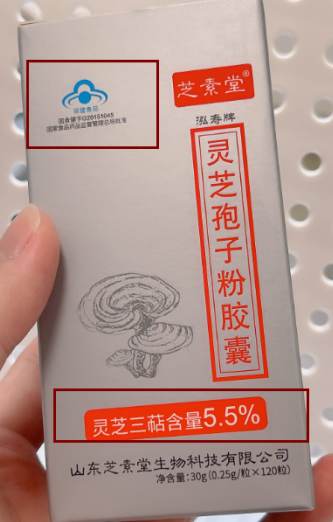 保健食品
国食健字G20151045
国家食品药品监督管理总局批准
芝素堂®
泓寿牌
灵芝孢子粉胶囊
灵芝三萜含量5.5%
山东芝素堂生物科技有限公司
净含量:30g(0.25g/粒×120粒)